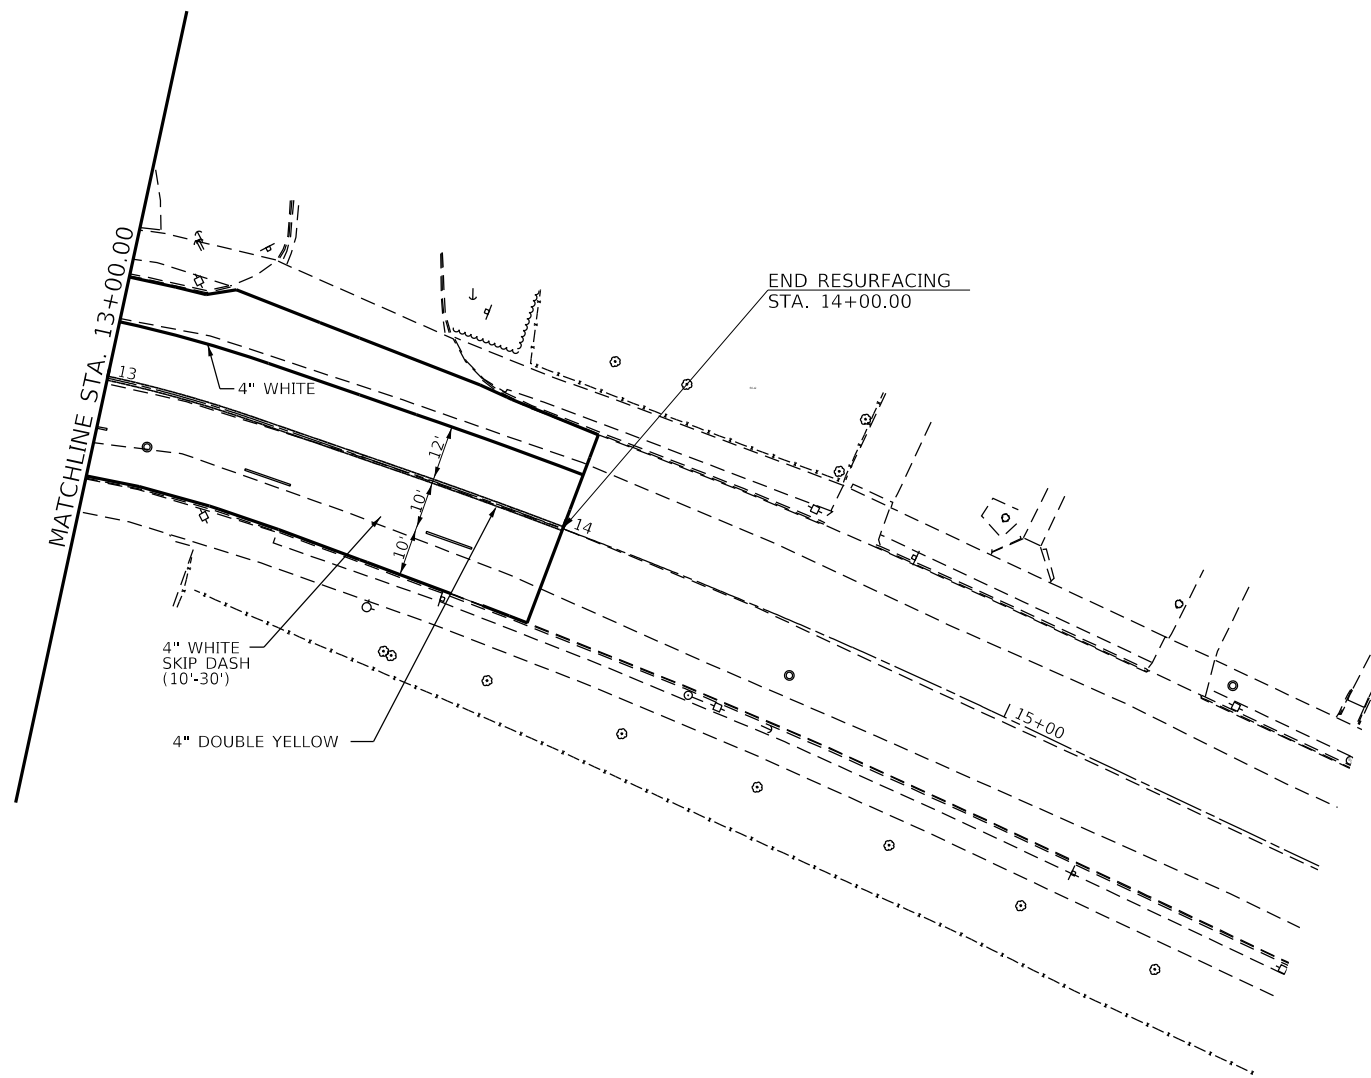 MATCHLINE STA. 13+00.00
END RESURFACING
STA. 14+00.00
13
4" WHITE
12'
10'
10'
14
4" WHITE
SKIP DASH
(10'-30')
15+00
4" DOUBLE YELLOW